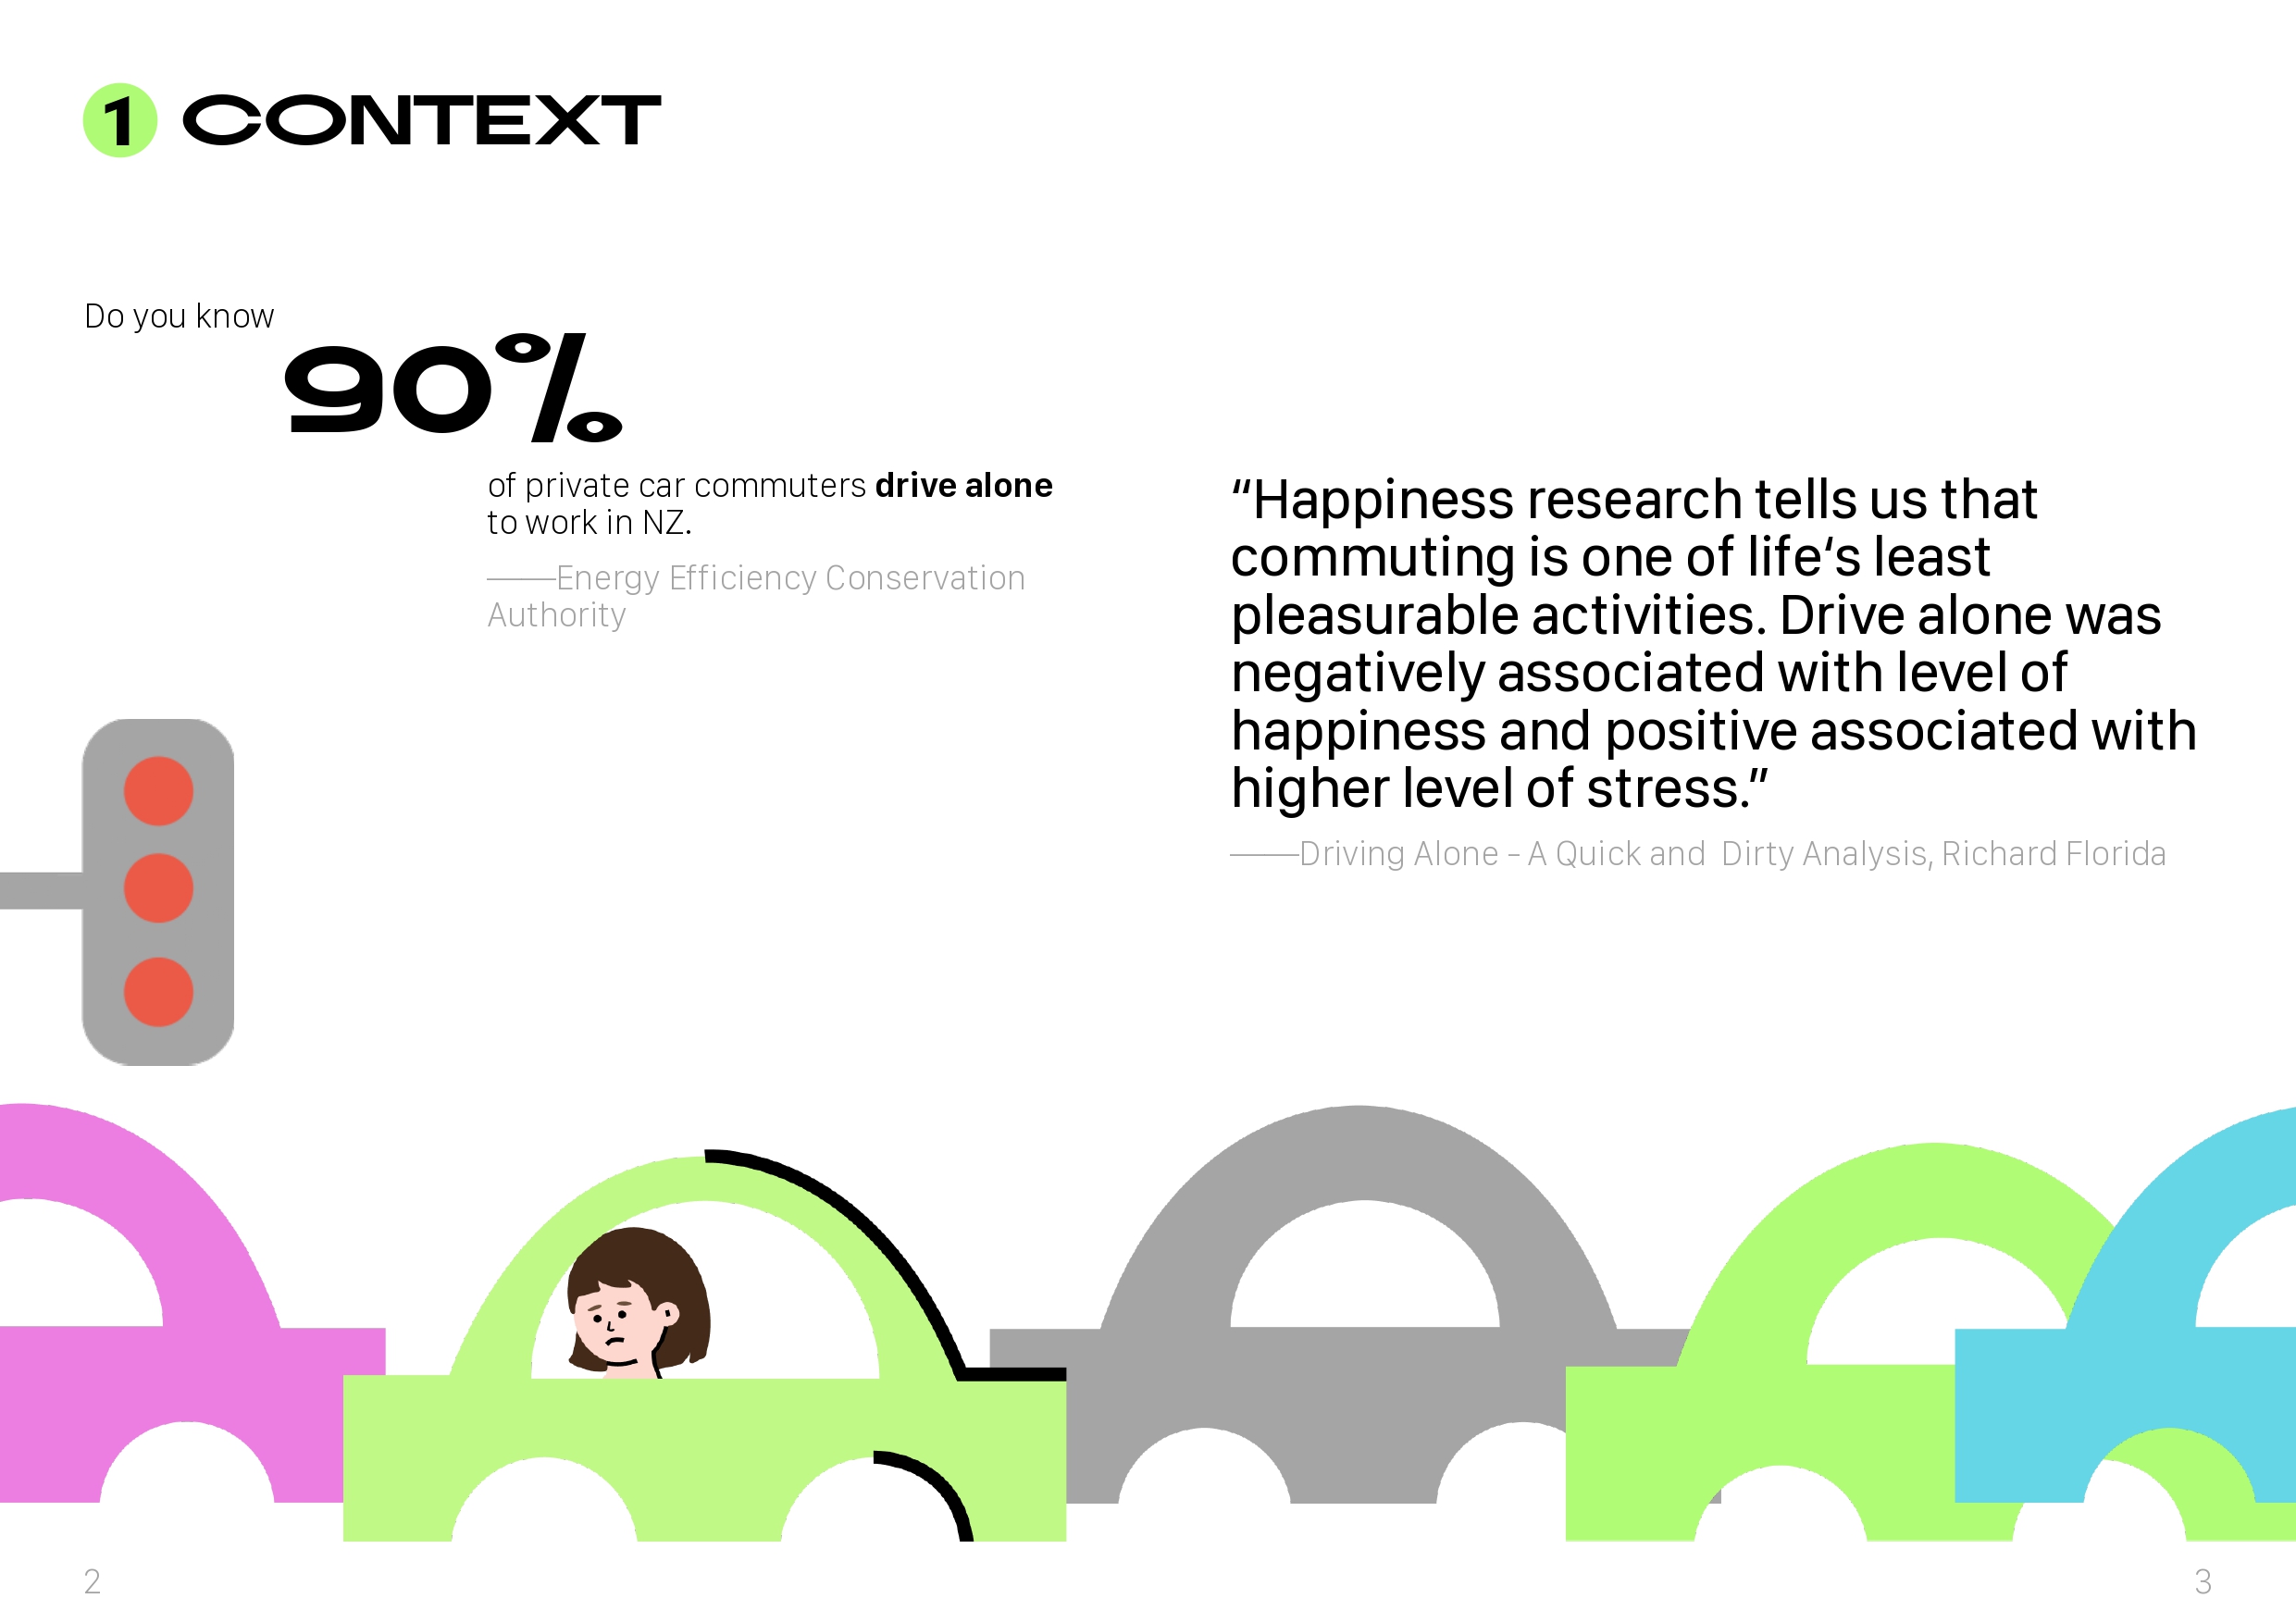 1 CONTEXT
Do you know
90%
of private car commuters drive alone
to work in NZ.
———Energy Efficiency Conservation
Authority
“Happiness research tells us that
commuting is one of life‘s least
pleasurable activities. Drive alone was
negatively associated with level of
happiness and positive associated with
higher level of stress.”
———Driving Alone - A Quick and Dirty Analysis, Richard Florida
2
3